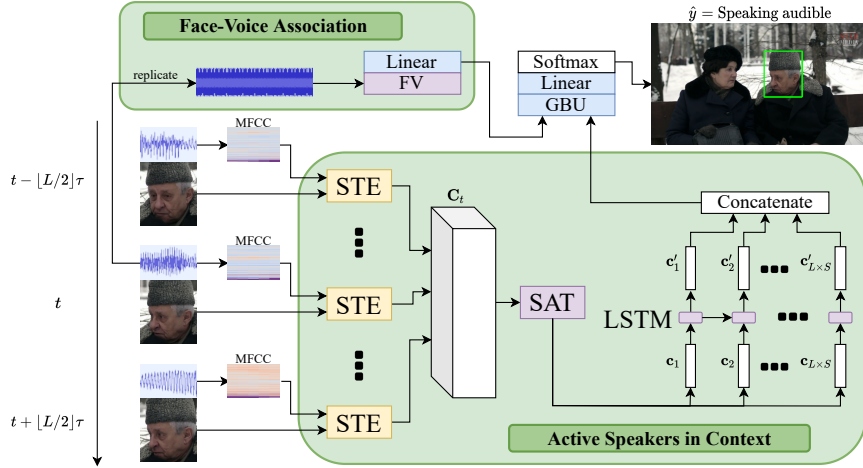 Face-Voice Association
replicate
Linear
FV
Softmax
Linear
GBU
ŷ = Speaking audible
t − ⌊L/2⌋τ
t
t + ⌊L/2⌋τ
MFCC
MFCC
MFCC
STE
STE
STE
C_t
SAT
Concatenate
c′_1
c′_2
c′_{L×S}
LSTM
c_1
c_2
c_{L×S}
Active Speakers in Context